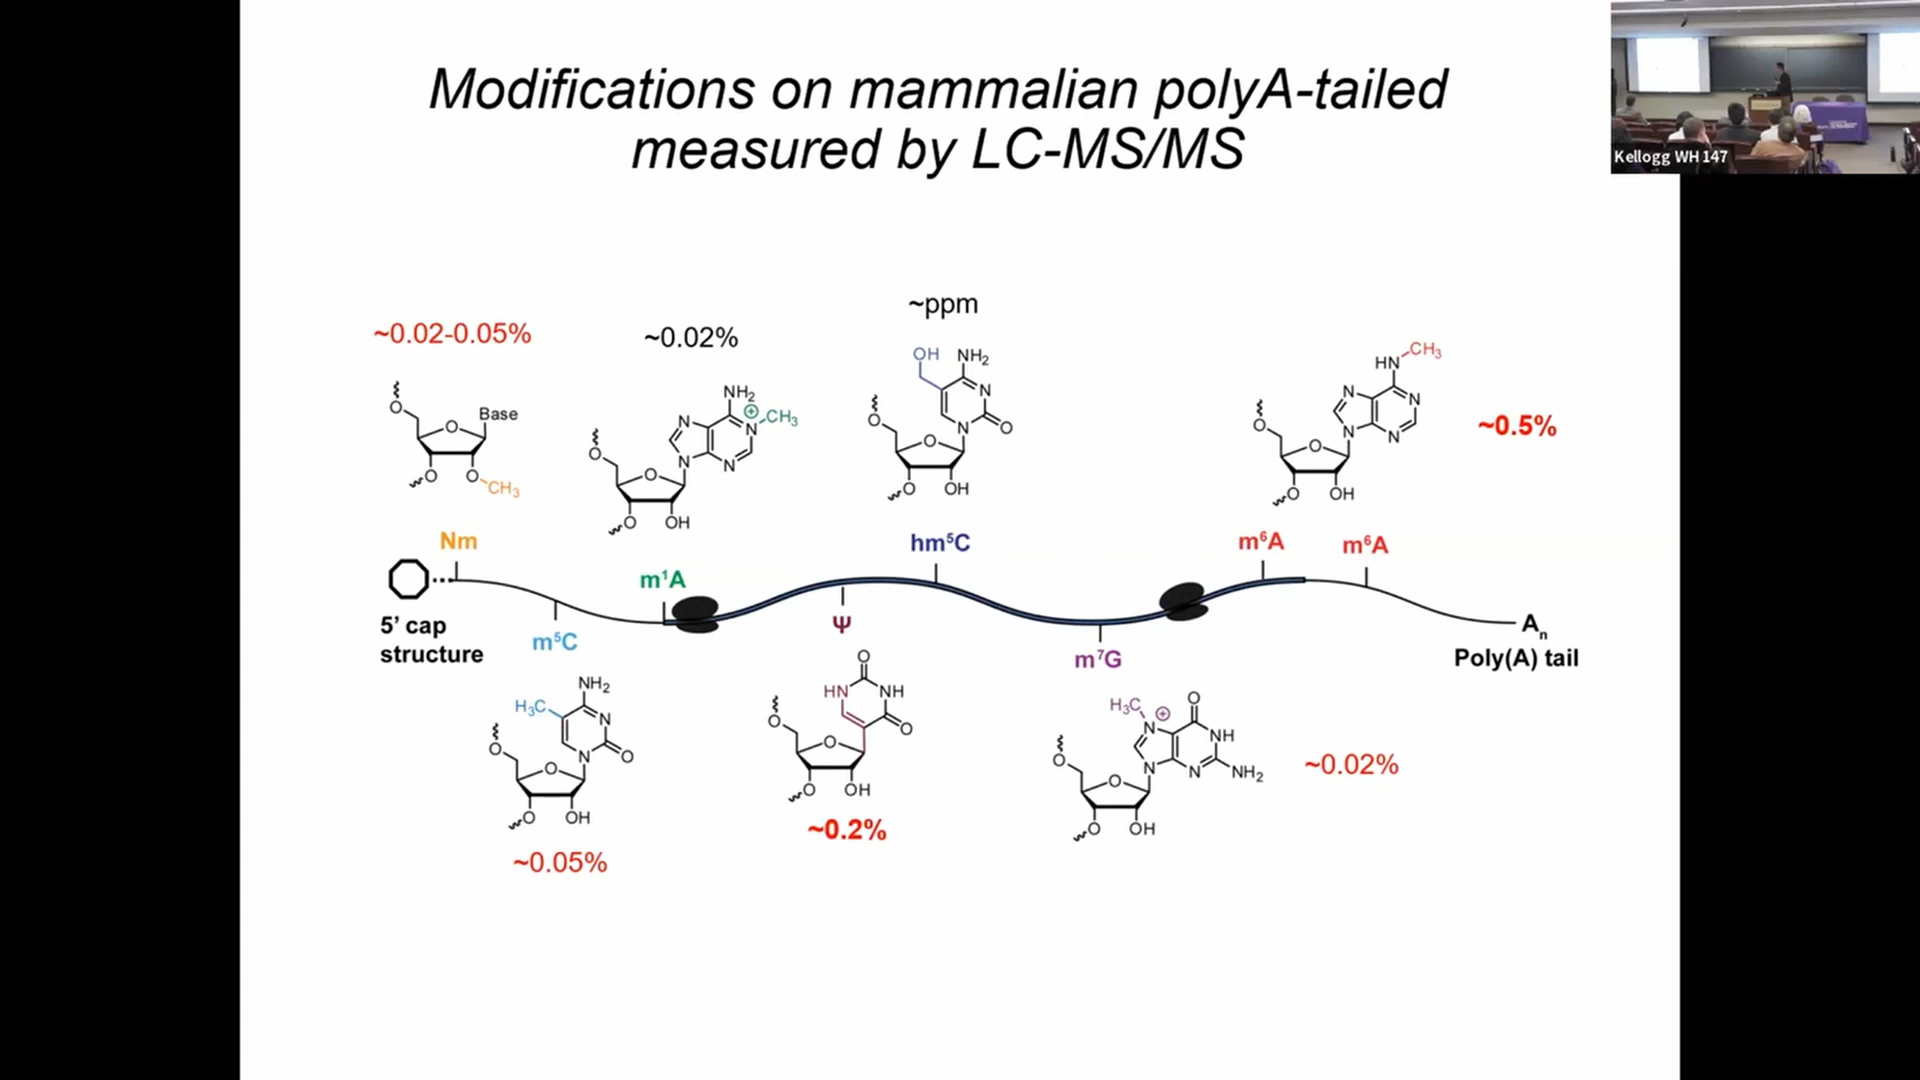 Modifications on mammalian polyA-tailed
measured by LC-MS/MS
Kellogg WH 147
~0.02-0.05%
~0.02%
~ppm
~0.5%
O
O
Base
O
O
CH₃
O
O
O
OH
N
N
N
N
NH₂
⊕
CH₃
OH
NH₂
N
N
O
O
O
O
OH
HN
CH₃
N
N
N
N
O
O
O
OH
Nm
m¹A
hm⁵C
m⁶A
m⁶A
5’ cap
structure
m⁵C
Ψ
m⁷G
Aₙ
Poly(A) tail
H₃C
NH₂
N
N
O
O
O
O
OH
~0.05%
O
HN
NH
O
O
O
O
OH
~0.2%
H₃C
⊕
O
N
NH
N
N
NH₂
O
O
O
OH
~0.02%